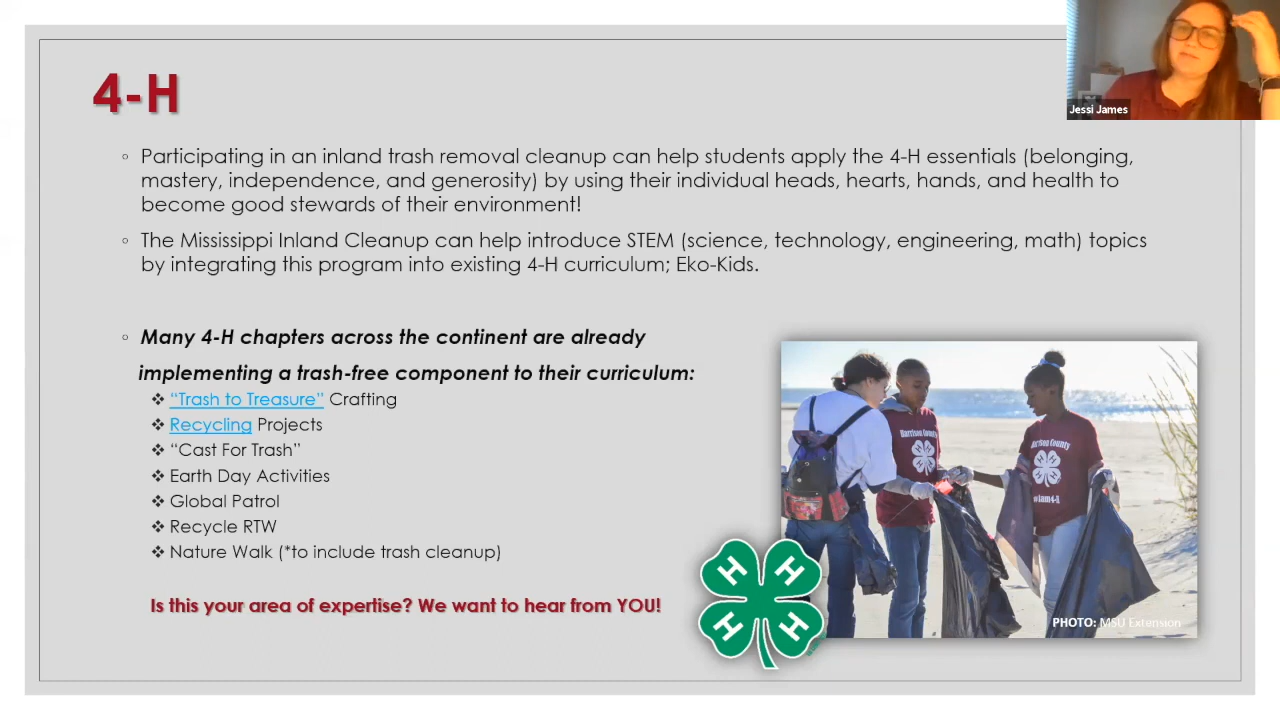 4-H
Jessi James
◦ Participating in an inland trash removal cleanup can help students apply the 4-H essentials (belonging,
mastery, independence, and generosity) by using their individual heads, hearts, hands, and health to
become good stewards of their environment!
◦ The Mississippi Inland Cleanup can help introduce STEM (science, technology, engineering, math) topics
by integrating this program into existing 4-H curriculum; Eko-Kids.
◦ Many 4-H chapters across the continent are already
implementing a trash-free component to their curriculum:
❖ “Trash to Treasure” Crafting
❖ Recycling Projects
❖ “Cast For Trash”
❖ Earth Day Activities
❖ Global Patrol
❖ Recycle RTW
❖ Nature Walk (*to include trash cleanup)
Is this your area of expertise? We want to hear from YOU!
Harrison County
Harrison County
H H
H H
PHOTO: MSU Extension